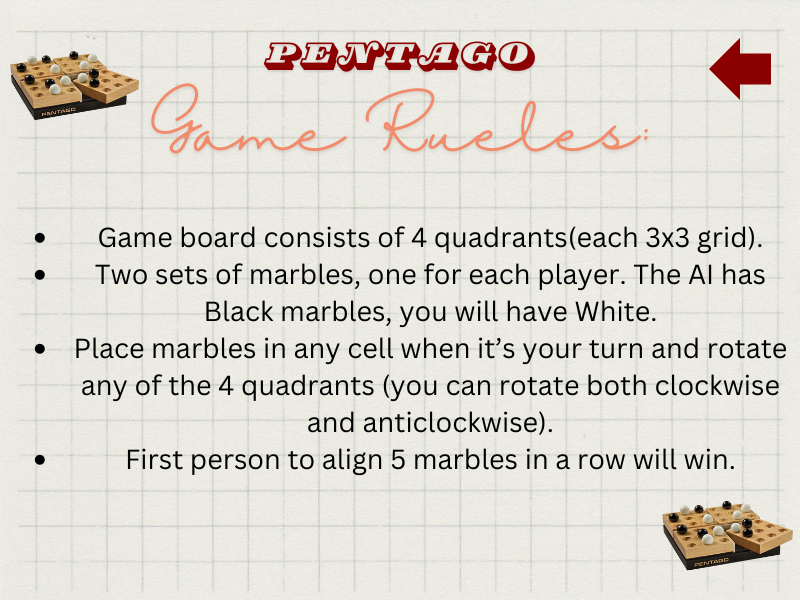 PENTAGO
PENTAGO
Game Rueles:
• Game board consists of 4 quadrants(each 3x3 grid).
• Two sets of marbles, one for each player. The AI has
Black marbles, you will have White.
• Place marbles in any cell when it’s your turn and rotate
any of the 4 quadrants (you can rotate both clockwise
and anticlockwise).
• First person to align 5 marbles in a row will win.
PENTAGO